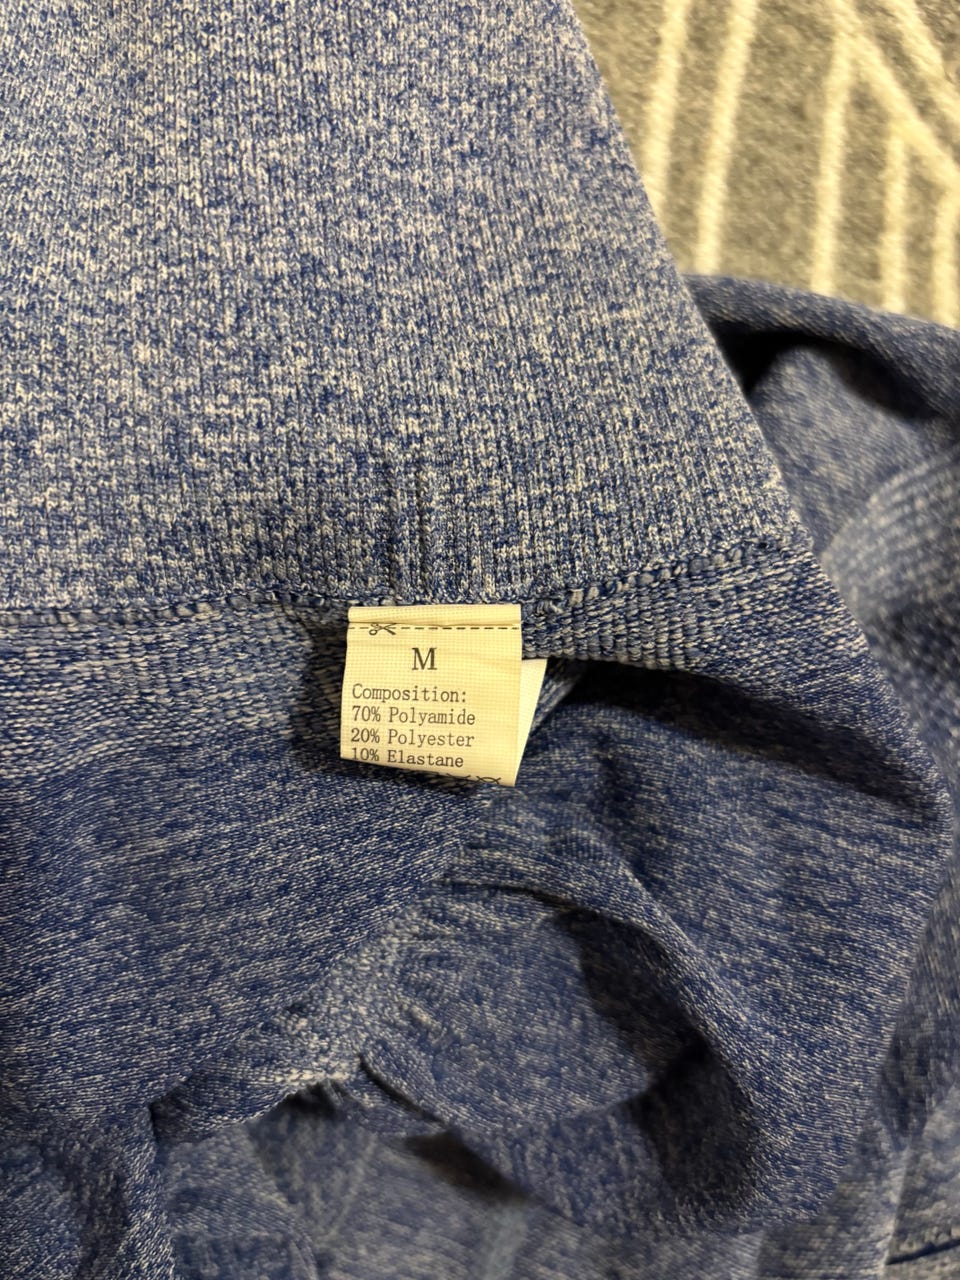 M
Composition:
70% Polyamide
20% Polyester
10% Elastane